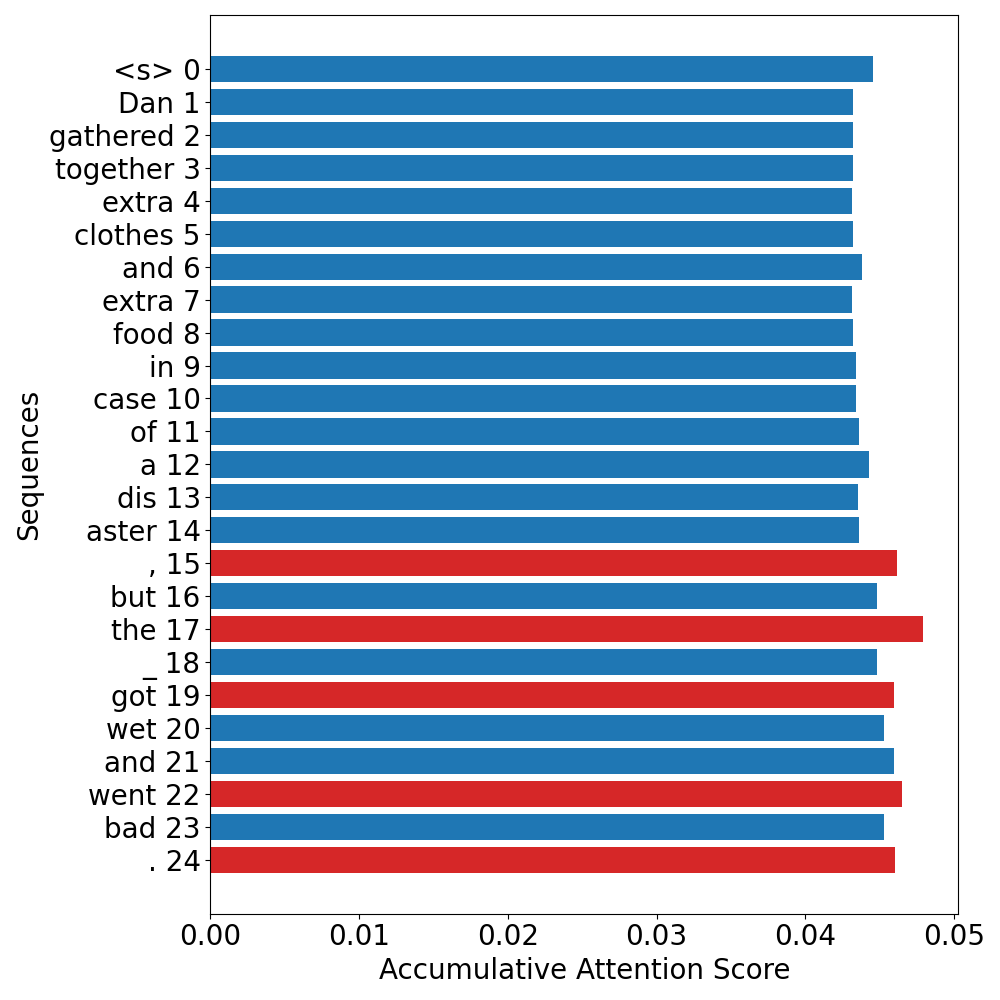 <s> 0
Dan 1
gathered 2
together 3
extra 4
clothes 5
and 6
extra 7
food 8
in 9
case 10
of 11
a 12
dis 13
aster 14
, 15
but 16
the 17
_ 18
got 19
wet 20
and 21
went 22
bad 23
. 24
Sequences
0.00 0.01 0.02 0.03 0.04 0.05
Accumulative Attention Score